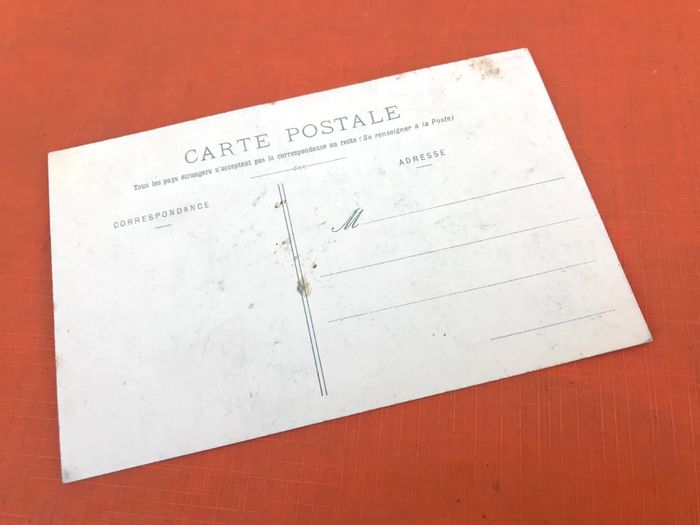 CARTE POSTALE
Tous les pays étrangers n'acceptent pas la correspondance au recto (Se renseigner à la Poste)
CORRESPONDANCE
ADRESSE
M